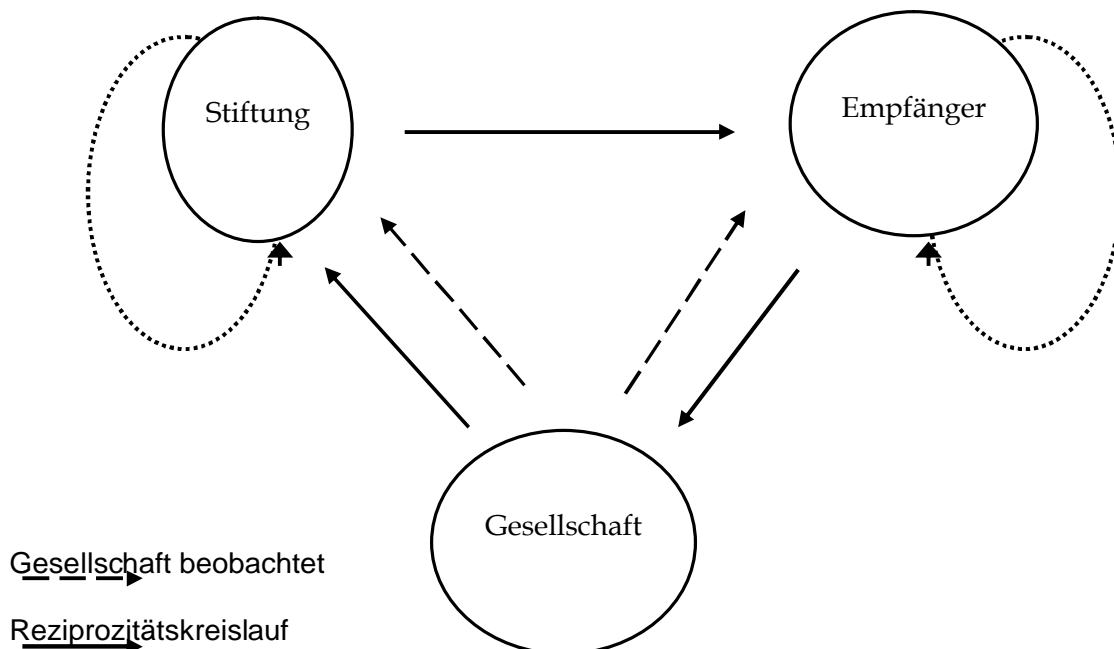 Stiftung
Empfänger
Gesellschaft
Gesellschaft beobachtet
Reziprozitätskreislauf